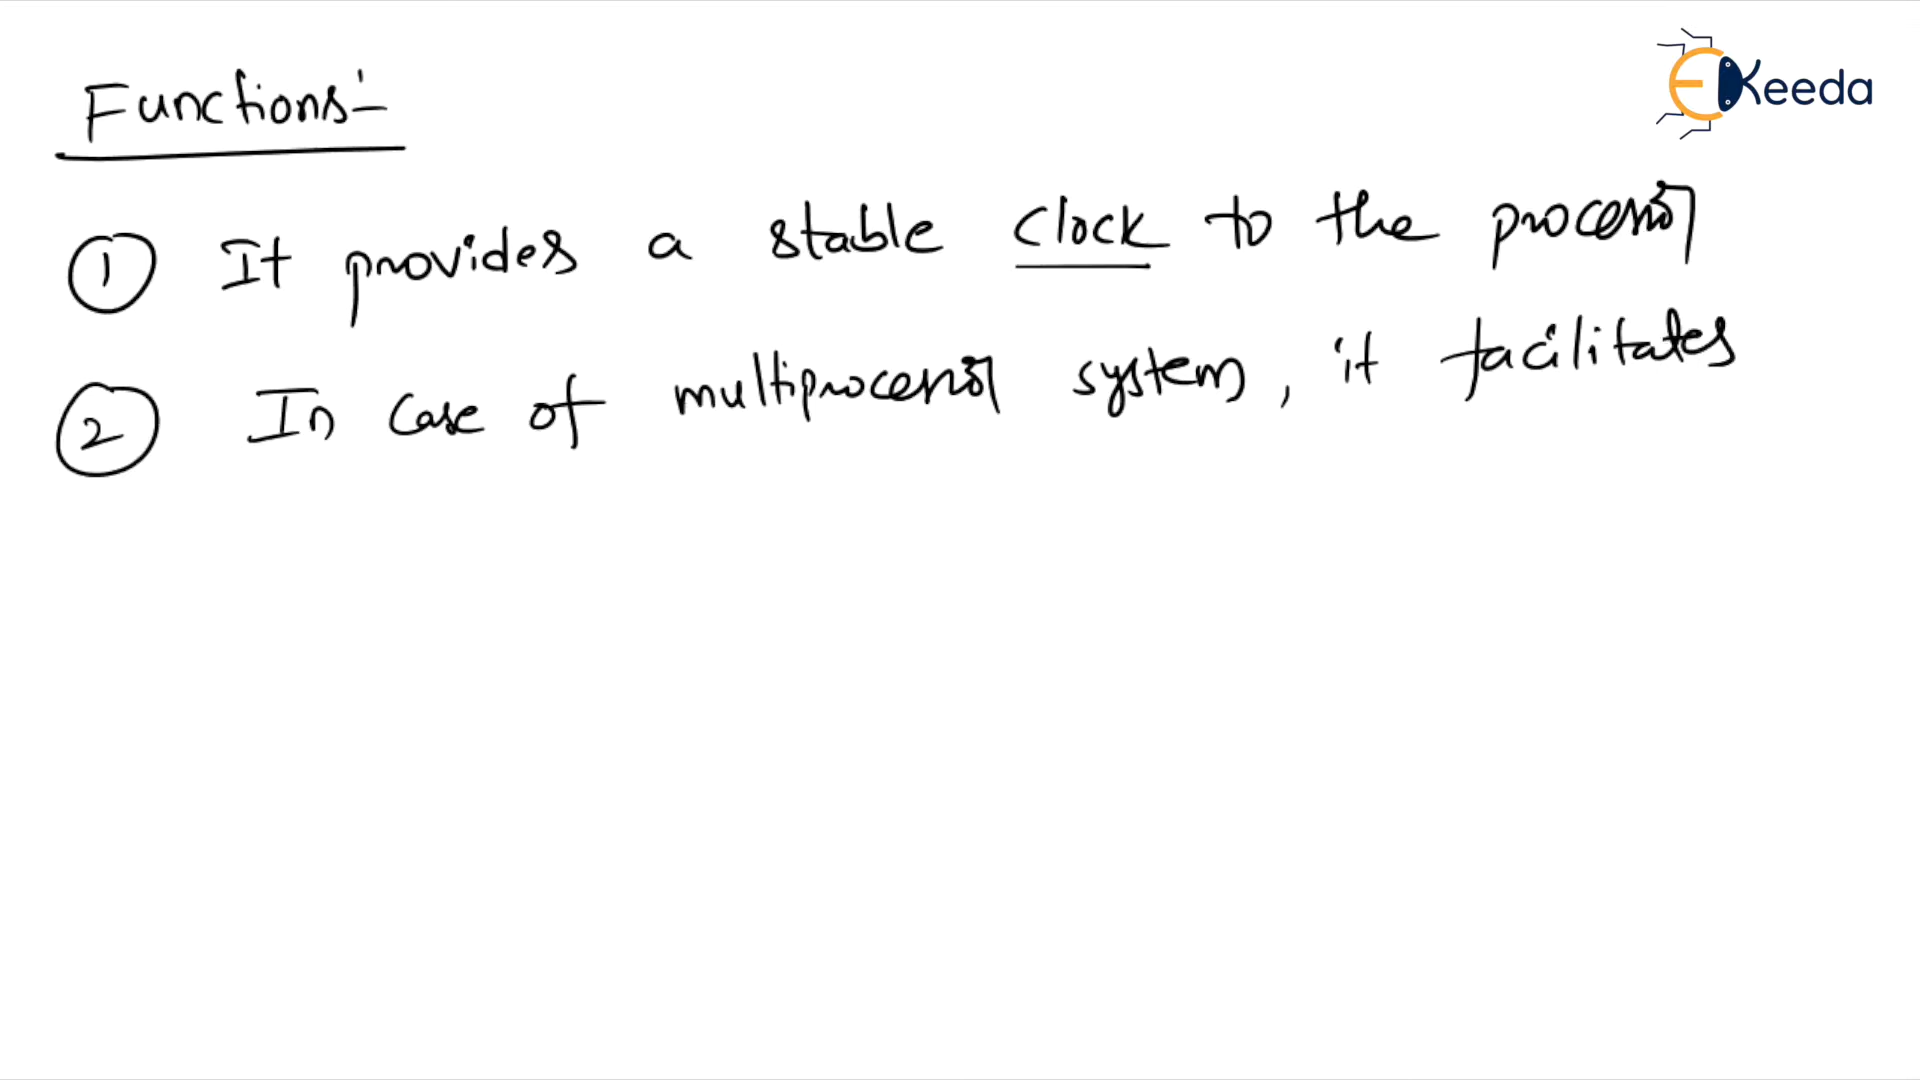 Functions:-
EKeeda
① It provides a stable clock to the processor
② In case of multiprocessor system, it facilitates